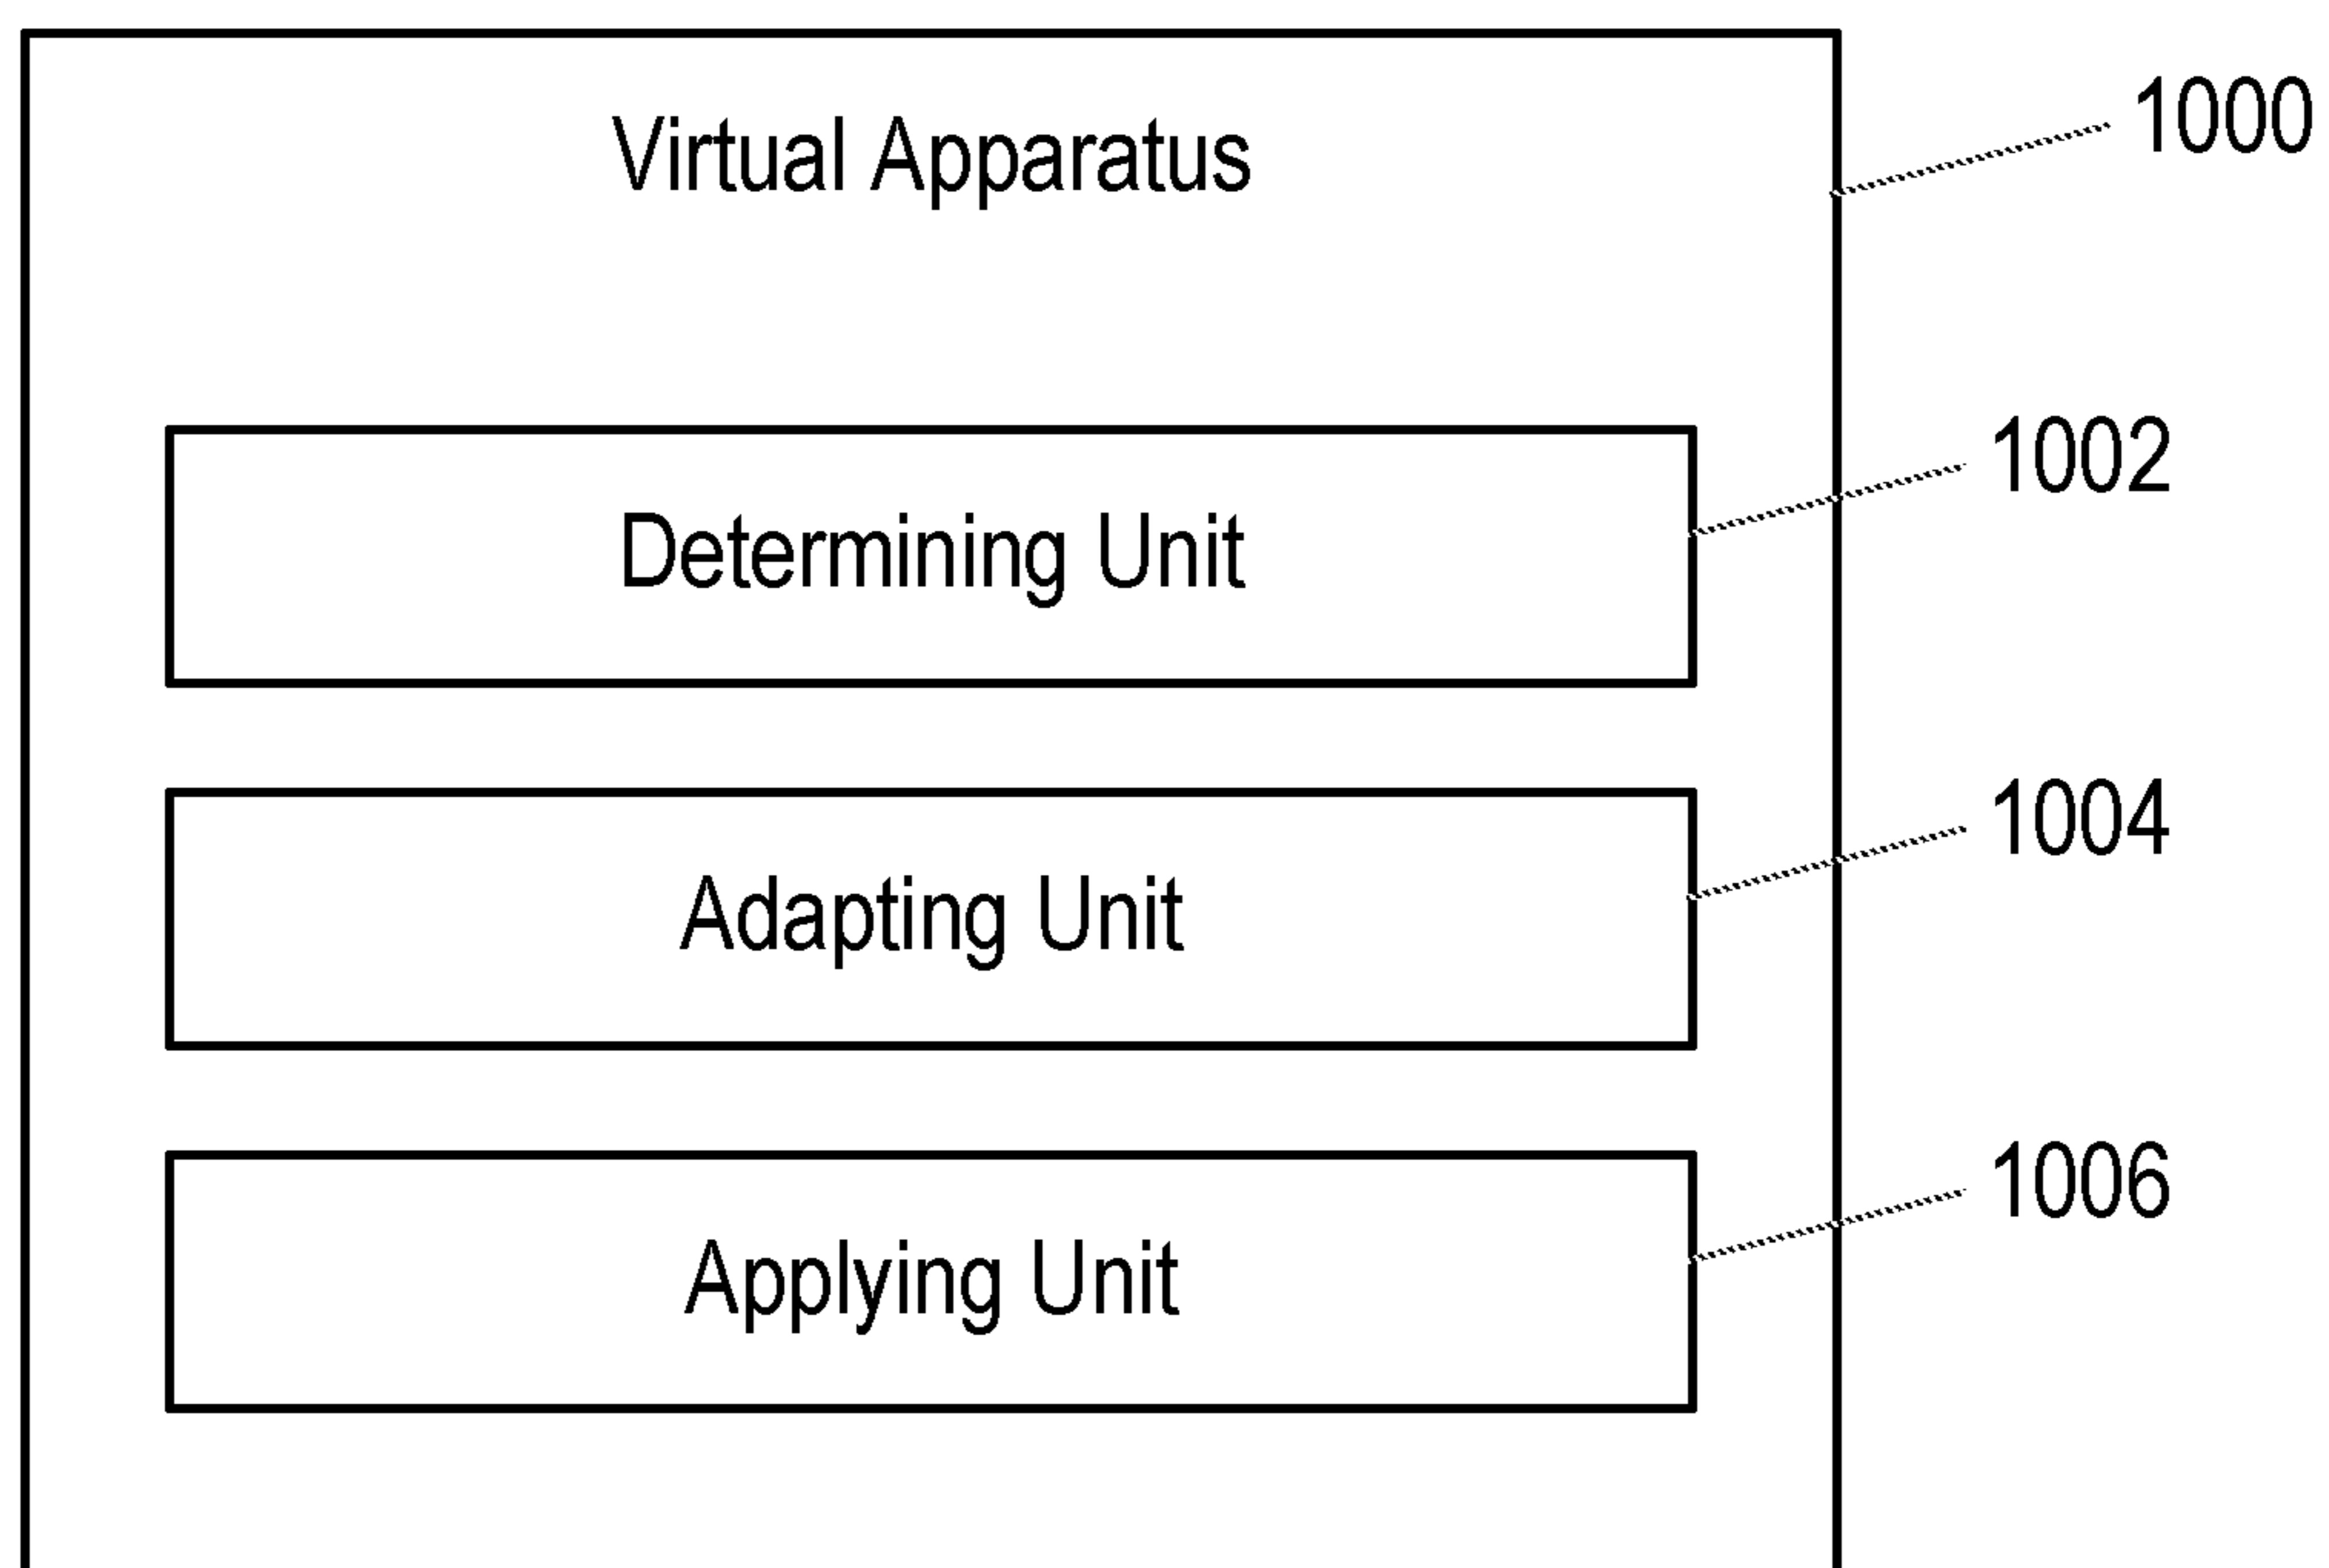 Virtual Apparatus
1000
Determining Unit
1002
Adapting Unit
1004
Applying Unit
1006